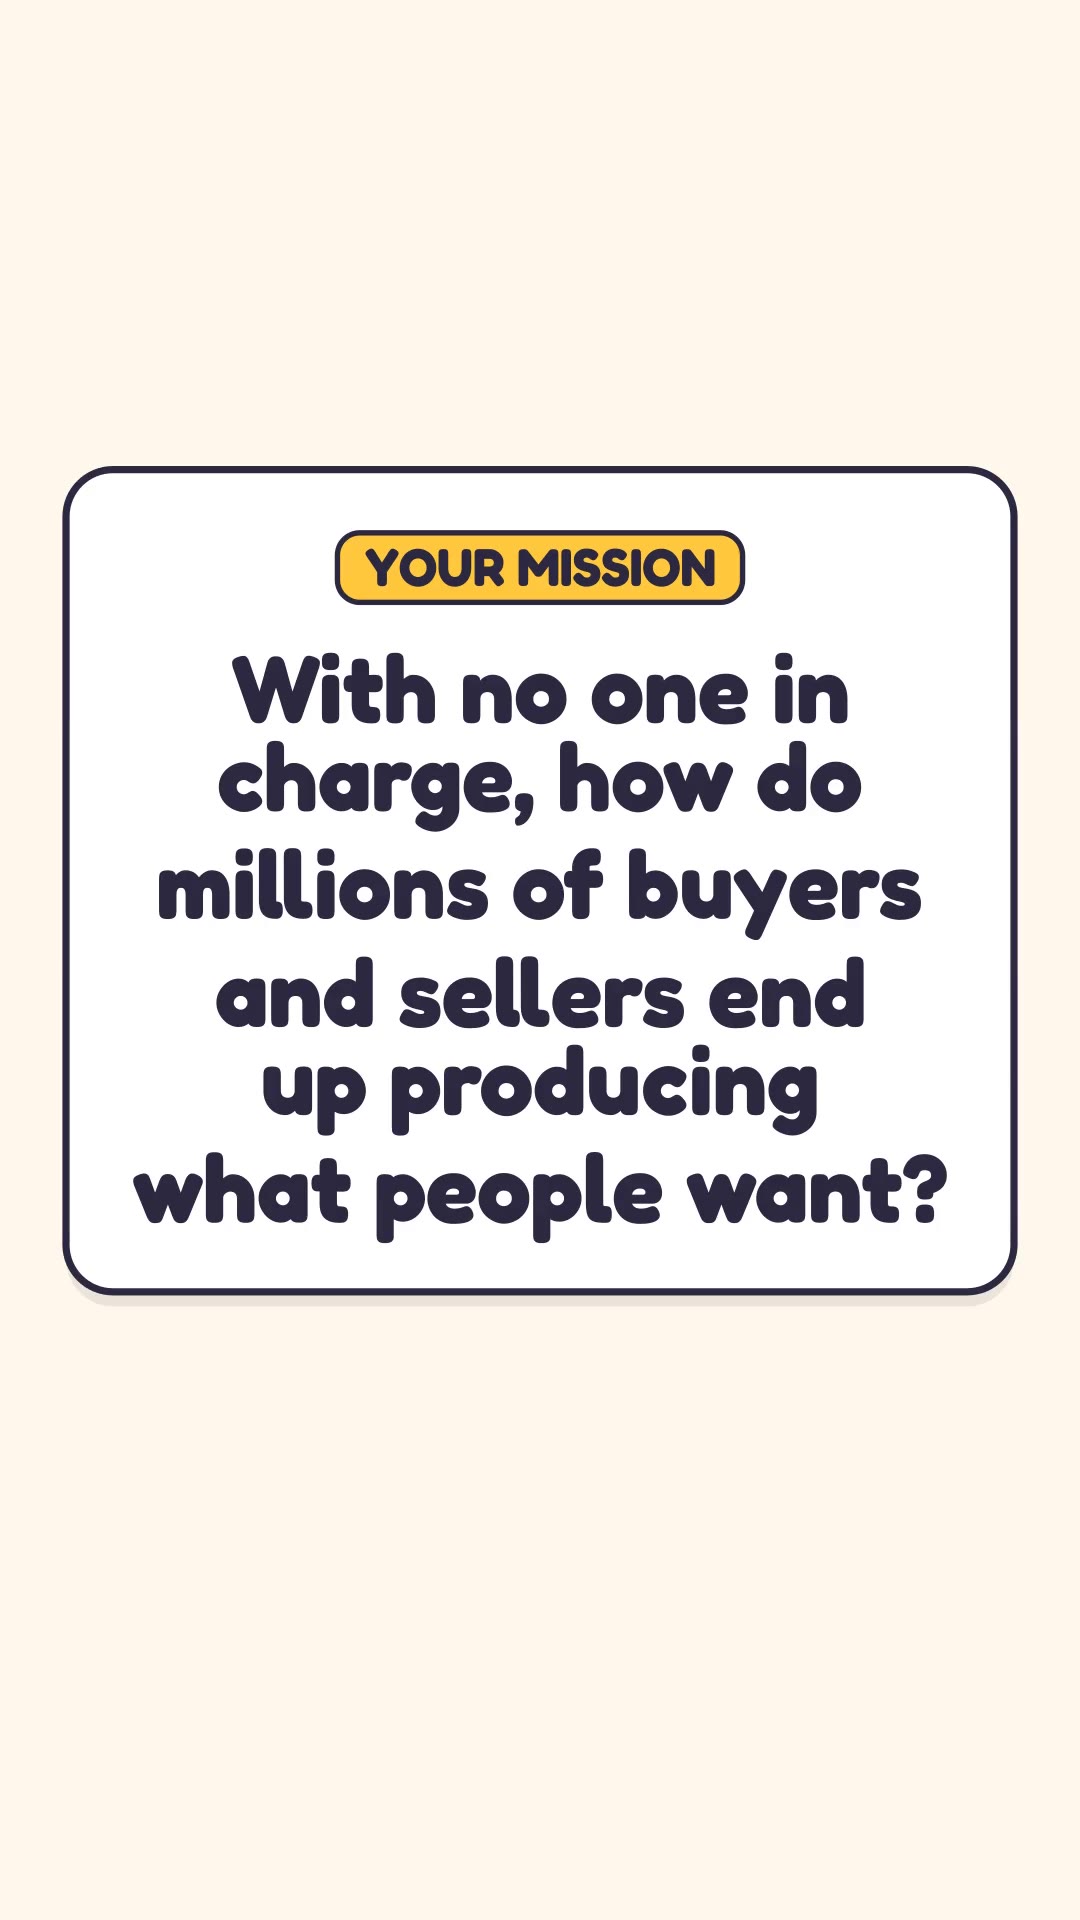 YOUR MISSION
With no one in
charge, how do
millions of buyers
and sellers end
up producing
what people want?